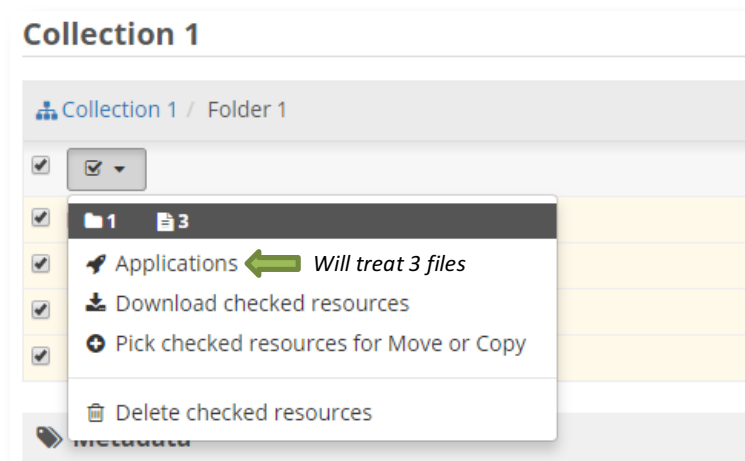 Collection 1
Collection 1 / Folder 1
1 3
Applications Will treat 3 files
Download checked resources
Pick checked resources for Move or Copy
Delete checked resources
Metadata